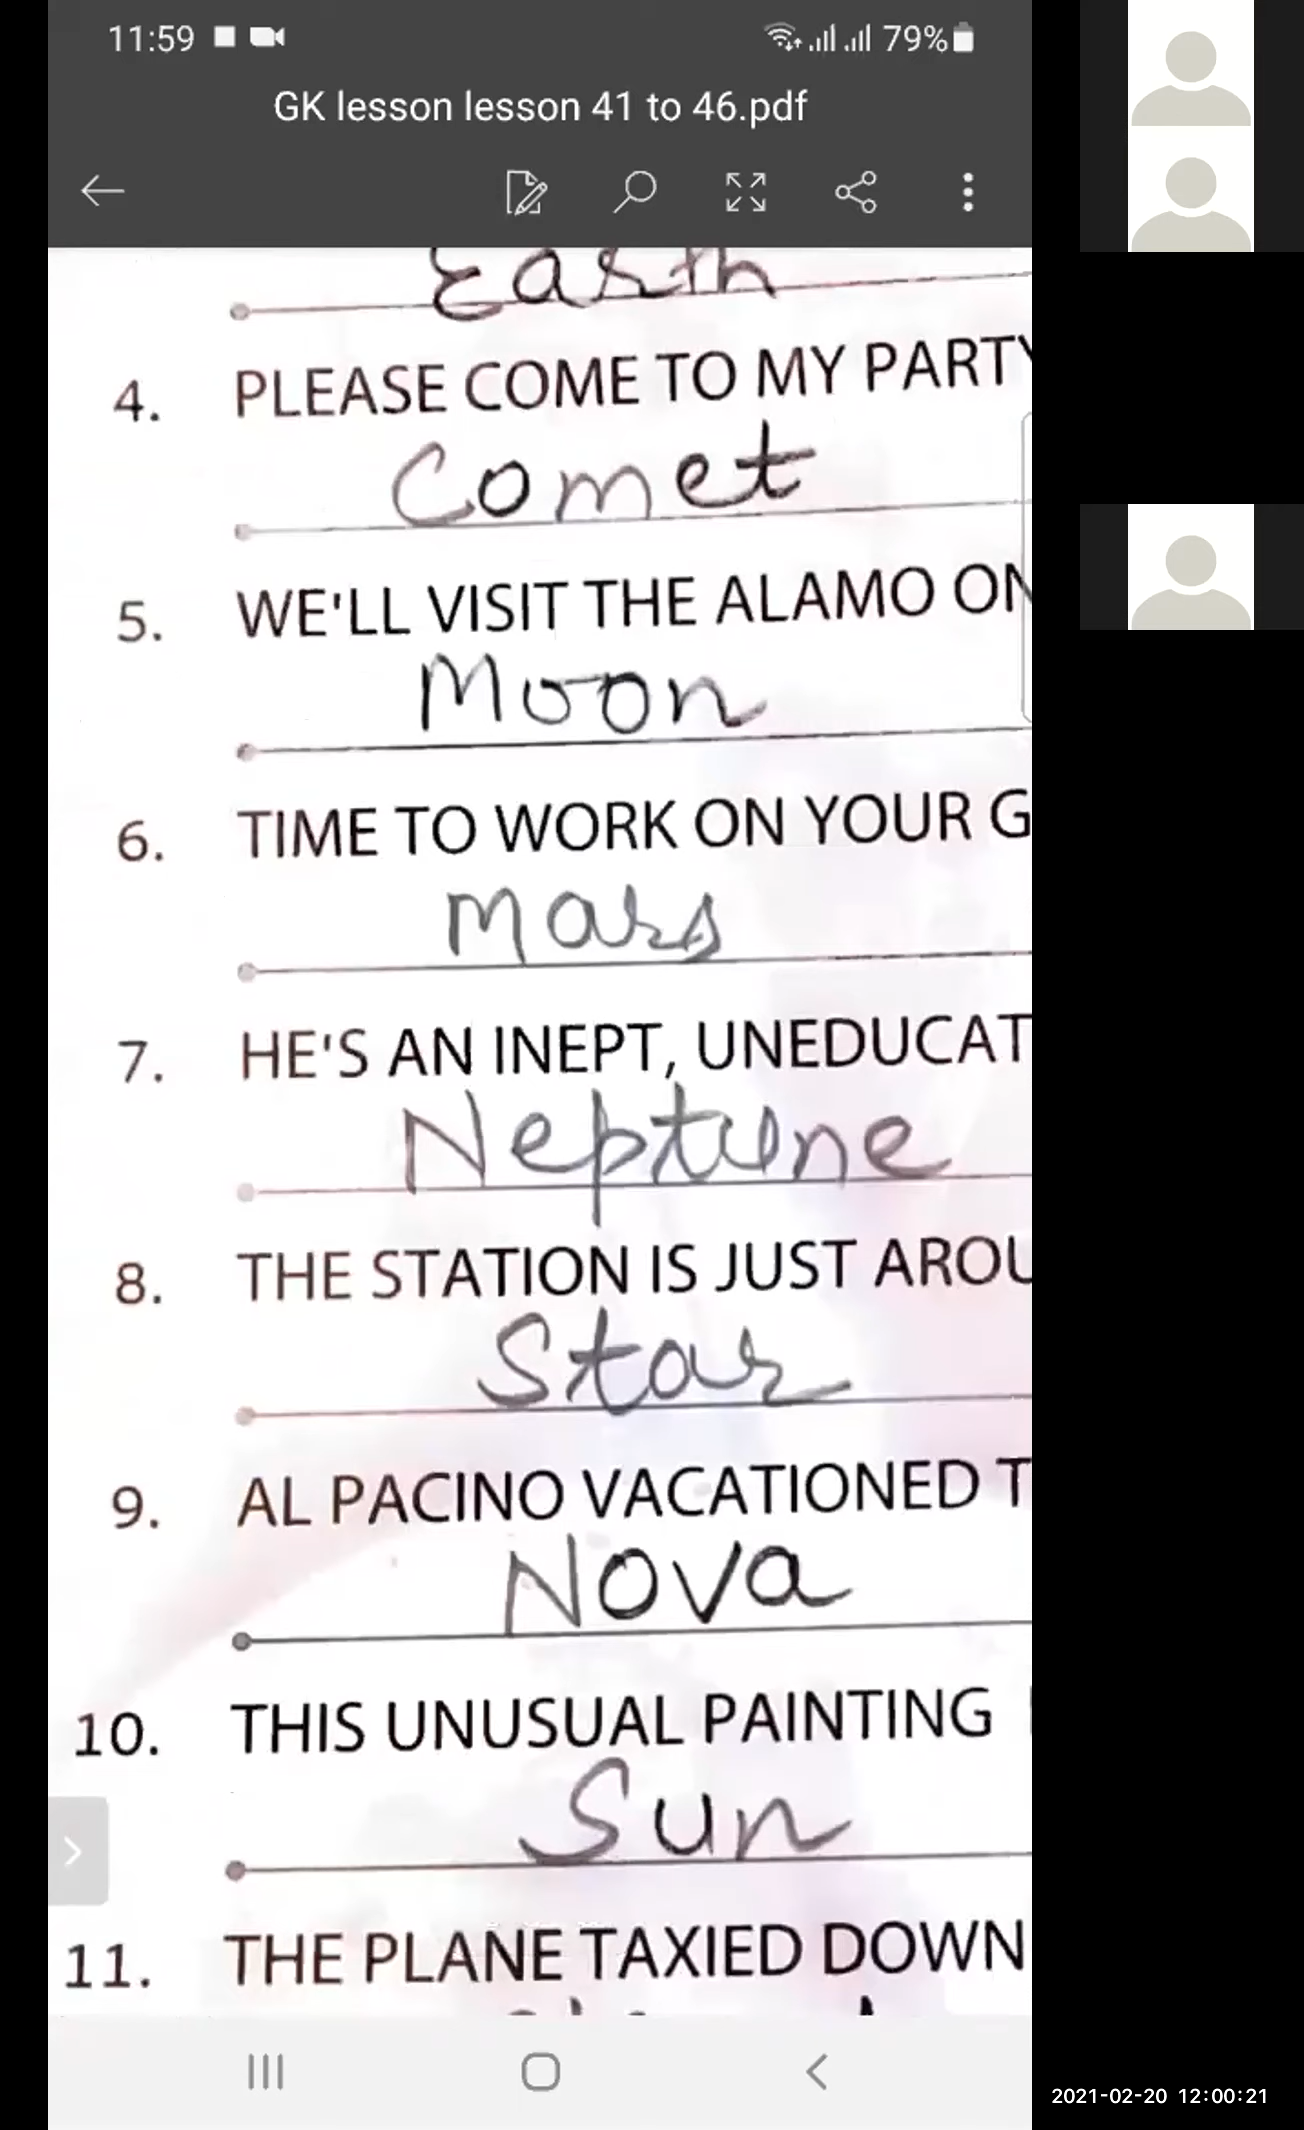 11:59 79%
GK lesson lesson 41 to 46.pdf
Earth
4. PLEASE COME TO MY PARTY
Comet
5. WE'LL VISIT THE ALAMO ON
Moon
6. TIME TO WORK ON YOUR G
Mars
7. HE'S AN INEPT, UNEDUCAT
Neptune
8. THE STATION IS JUST AROU
Star
9. AL PACINO VACATIONED T
Nova
10. THIS UNUSUAL PAINTING
Sun
11. THE PLANE TAXIED DOWN
2021-02-20 12:00:21